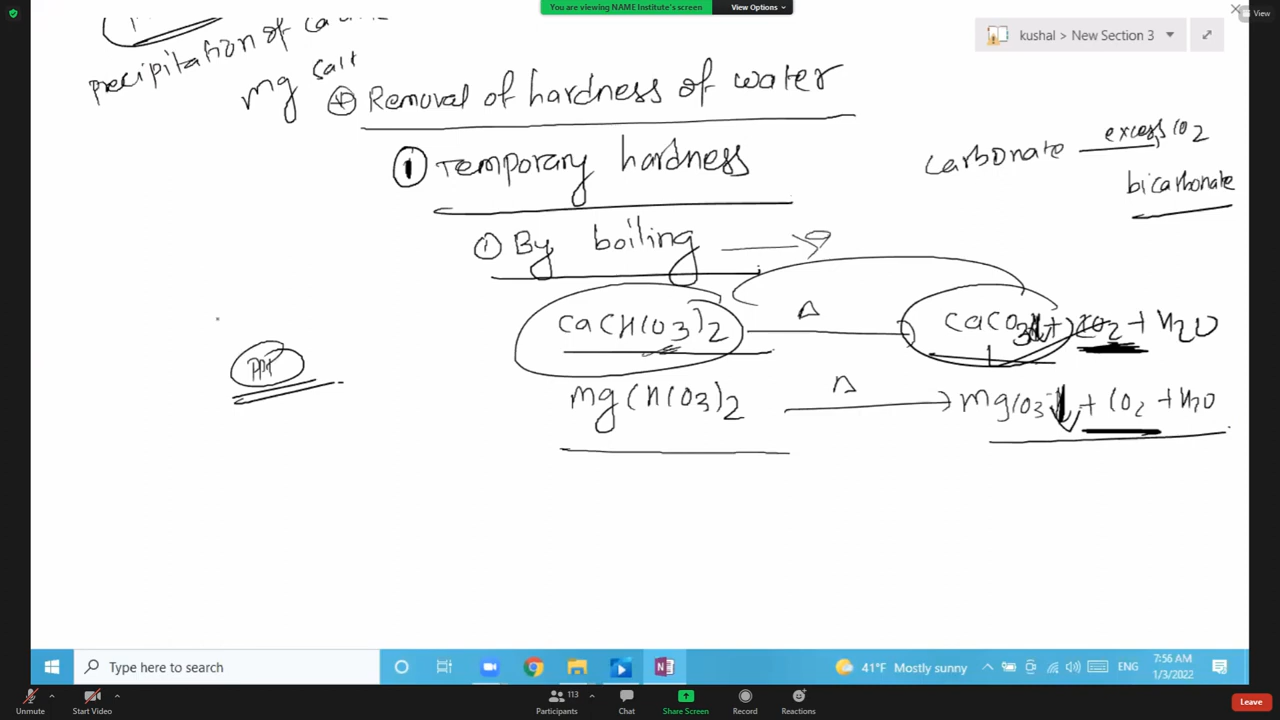 You are viewing NAME Institute's screen
View Options
View
kushal > New Section 3
precipitation of
mg salt
Removal of hardness of water
① Temporary hardness
carbonate excess CO2
bicarbonate
① By boiling
Ca(HCO3)2 Δ CaCO3↓ + CO2 + H2O
ppt
mg(HCO3)2 Δ mgCO3↓ + CO2 + H2O
Type here to search
41°F Mostly sunny
ENG
7:56 AM
1/3/2022
Unmute
Start Video
113
Participants
Chat
Share Screen
Record
Reactions
Leave